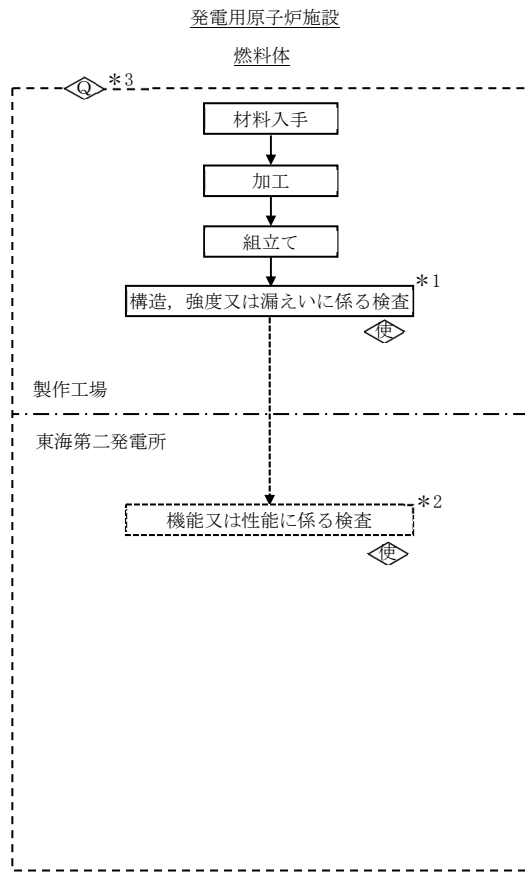 発電用原子炉施設
燃料体
Q *3
材料入手
加工
組立て
構造，強度又は漏えいに係る検査 *1
使
製作工場
東海第二発電所
機能又は性能に係る検査 *2
使